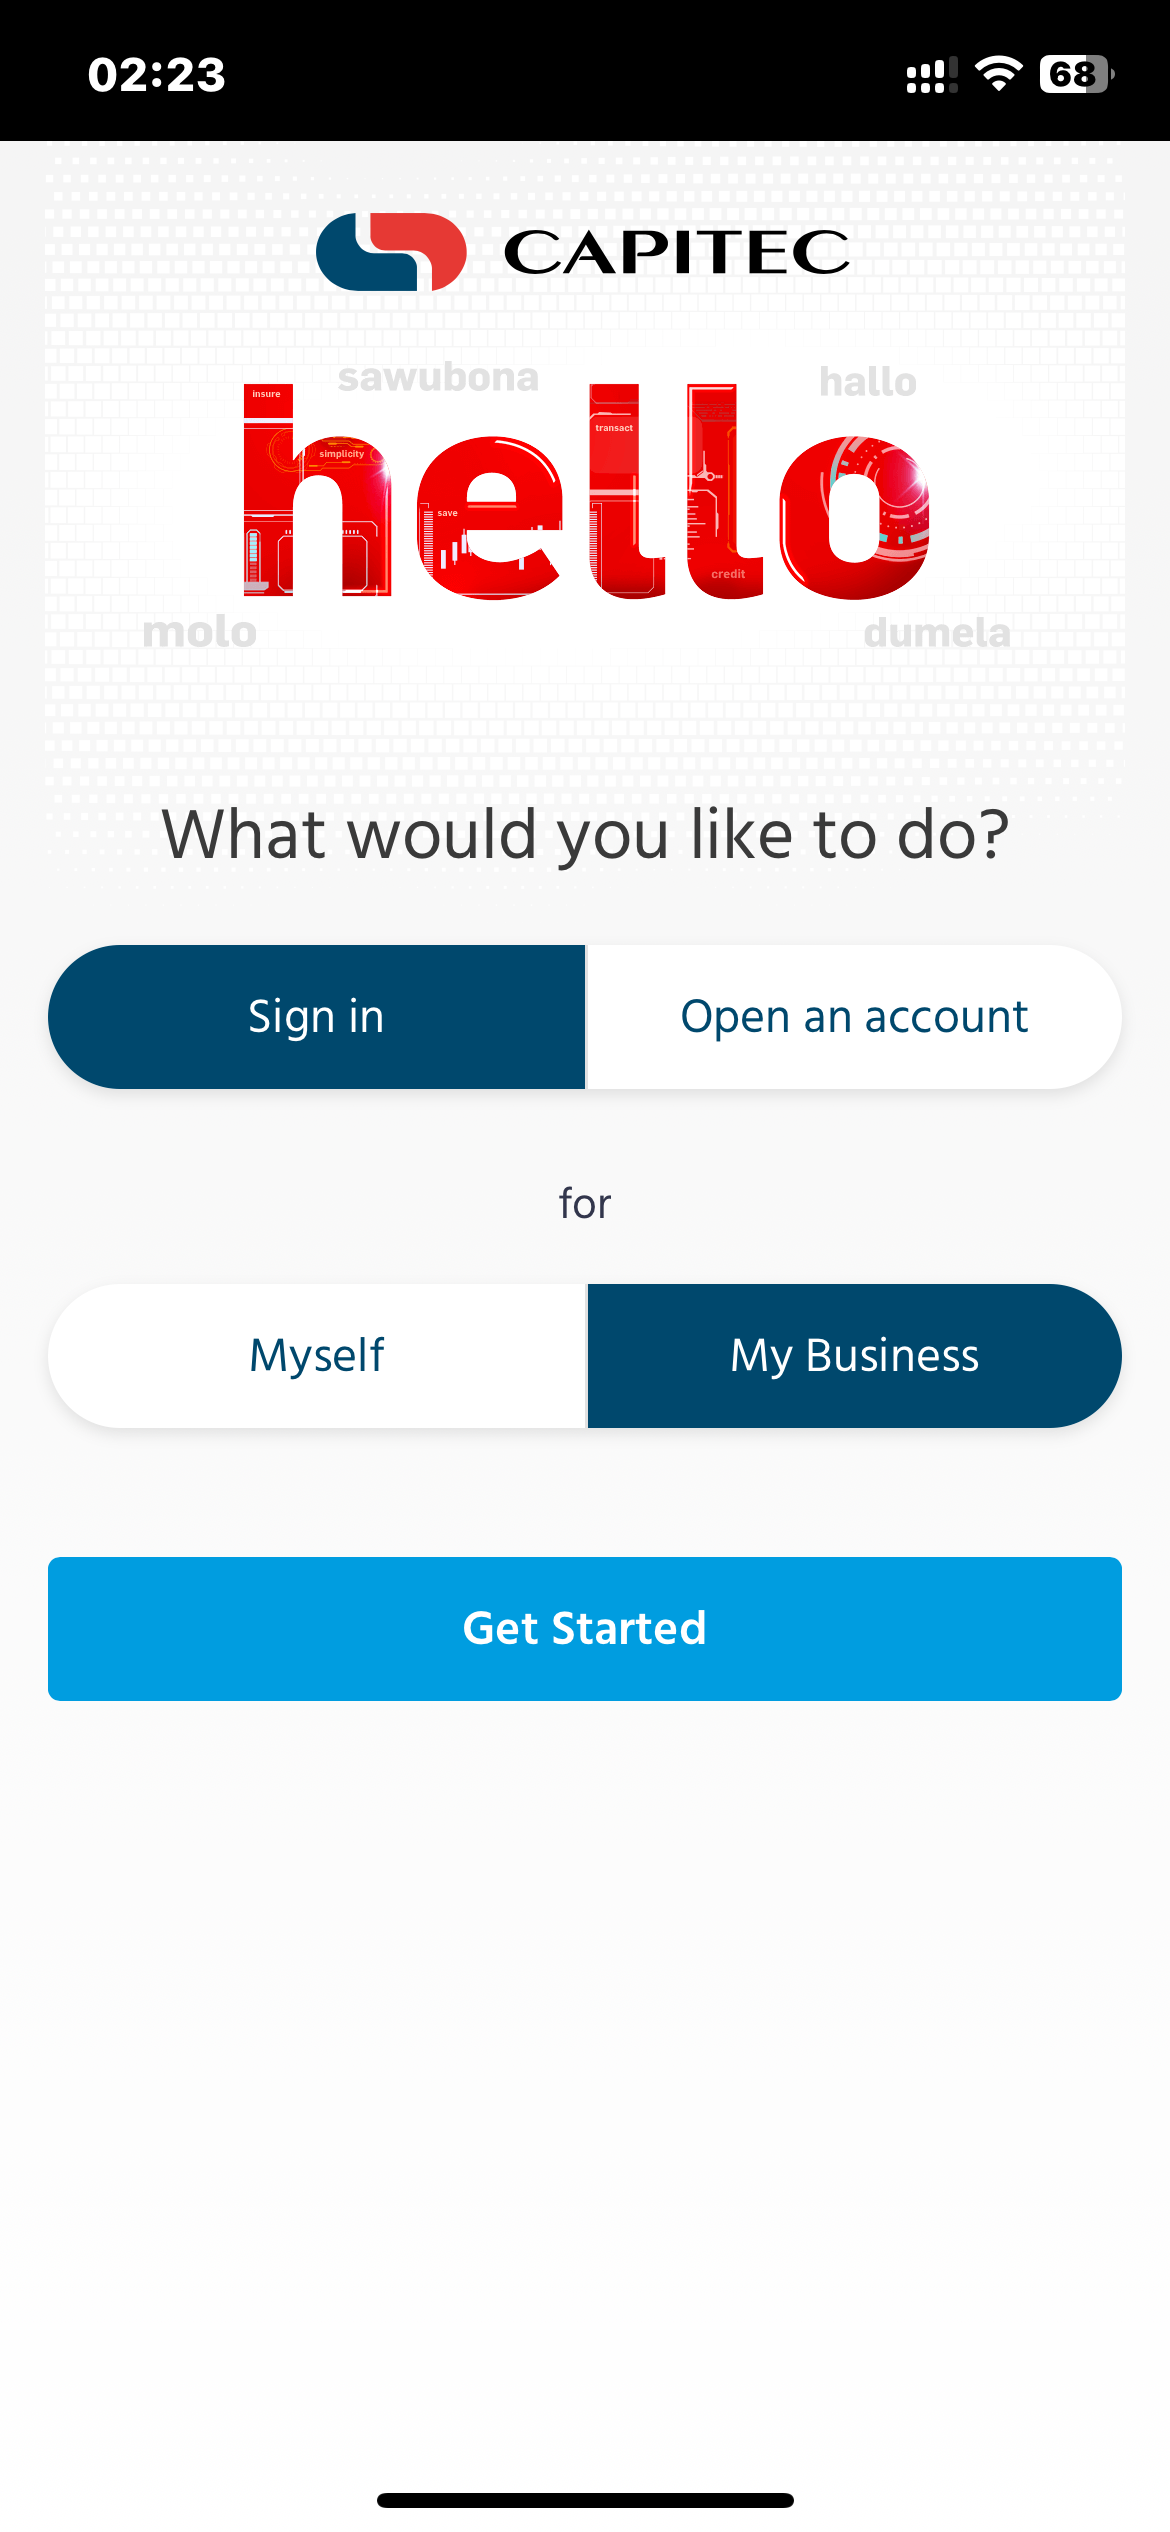 02:23
68
CAPITEC
sawubona
hallo
hello
insure
simplicity
save
transact
credit
molo
dumela
What would you like to do?
Sign in
Open an account
for
Myself
My Business
Get Started